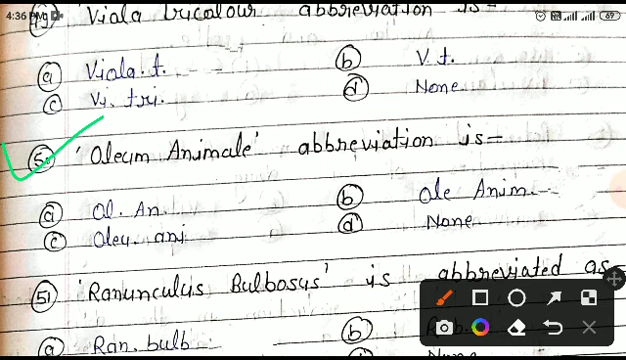 4:36 PM 69
'Viala tricolour' abbreviation is-
(a) Viala.t. (b) V.t.
(c) Vi. tri. (d) None
50. 'Oleum Animale' abbreviation is-
(a) Ol. An. (b) Ole Anim.
(c) Oleu. ani (d) None
51 'Ranunculus Bulbosus' is abbreviated as-
(a) Ran. bulb (b)